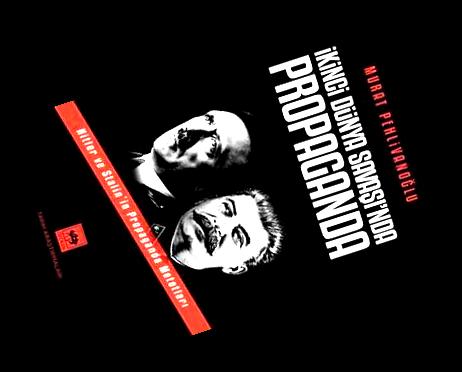 MURAT PEHLİVANOĞLU
İKİNCİ DÜNYA SAVAŞI'NDA
PROPAGANDA
Hitler ve Stalin'in Propaganda Metotları